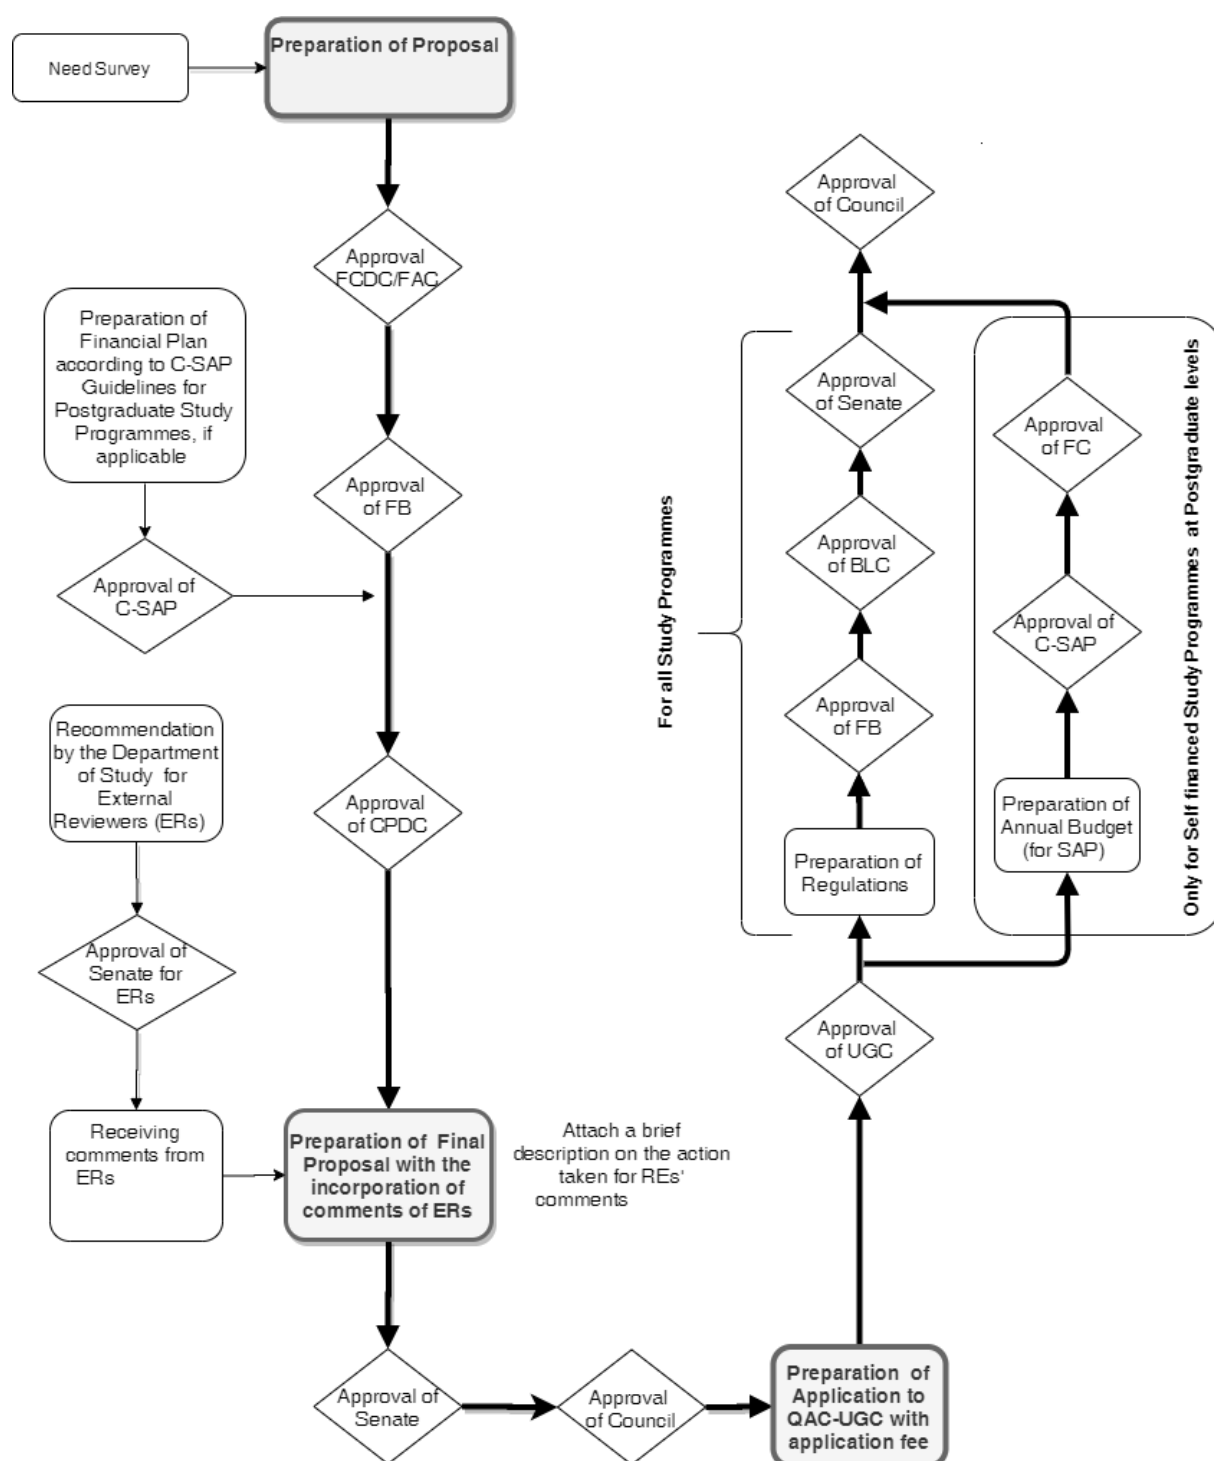 Need Survey
Preparation of Proposal
Approval
FCDC/FAC
Preparation of
Financial Plan
according to C-SAP
Guidelines for
Postgraduate Study
Programmes, if
applicable
Approval
of FB
Approval of
C-SAP
Recommendation
by the Department
of Study for
External
Reviewers (ERs)
Approval
of CPDC
Approval of
Senate for
ERs
Receiving
comments from
ERs
Preparation of Final
Proposal with the
incorporation of
comments of ERs
Attach a brief
description on the action
taken for REs'
comments
Approval of
Senate
Approval
of Council
Preparation of
Application to
QAC-UGC with
application fee
Approval
of UGC
Preparation of
Regulations
Approval
of FB
Approval
of BLC
Approval
of Senate
For all Study Programmes
Preparation of
Annual Budget
(for SAP)
Approval of
C-SAP
Approval
of FC
Only for Self financed Study Programmes at Postgraduate levels
Approval
of Council